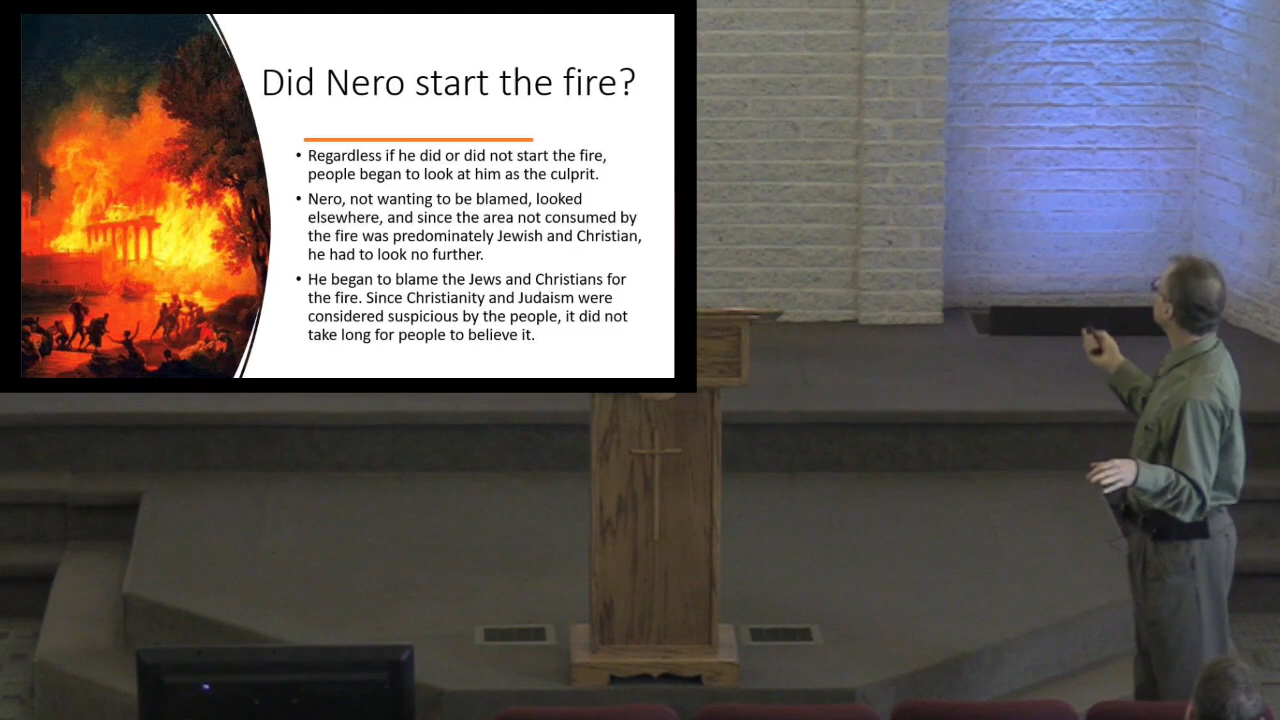 Did Nero start the fire?
• Regardless if he did or did not start the fire,
people began to look at him as the culprit.
• Nero, not wanting to be blamed, looked
elsewhere, and since the area not consumed by
the fire was predominately Jewish and Christian,
he had to look no further.
• He began to blame the Jews and Christians for
the fire. Since Christianity and Judaism were
considered suspicious by the people, it did not
take long for people to believe it.